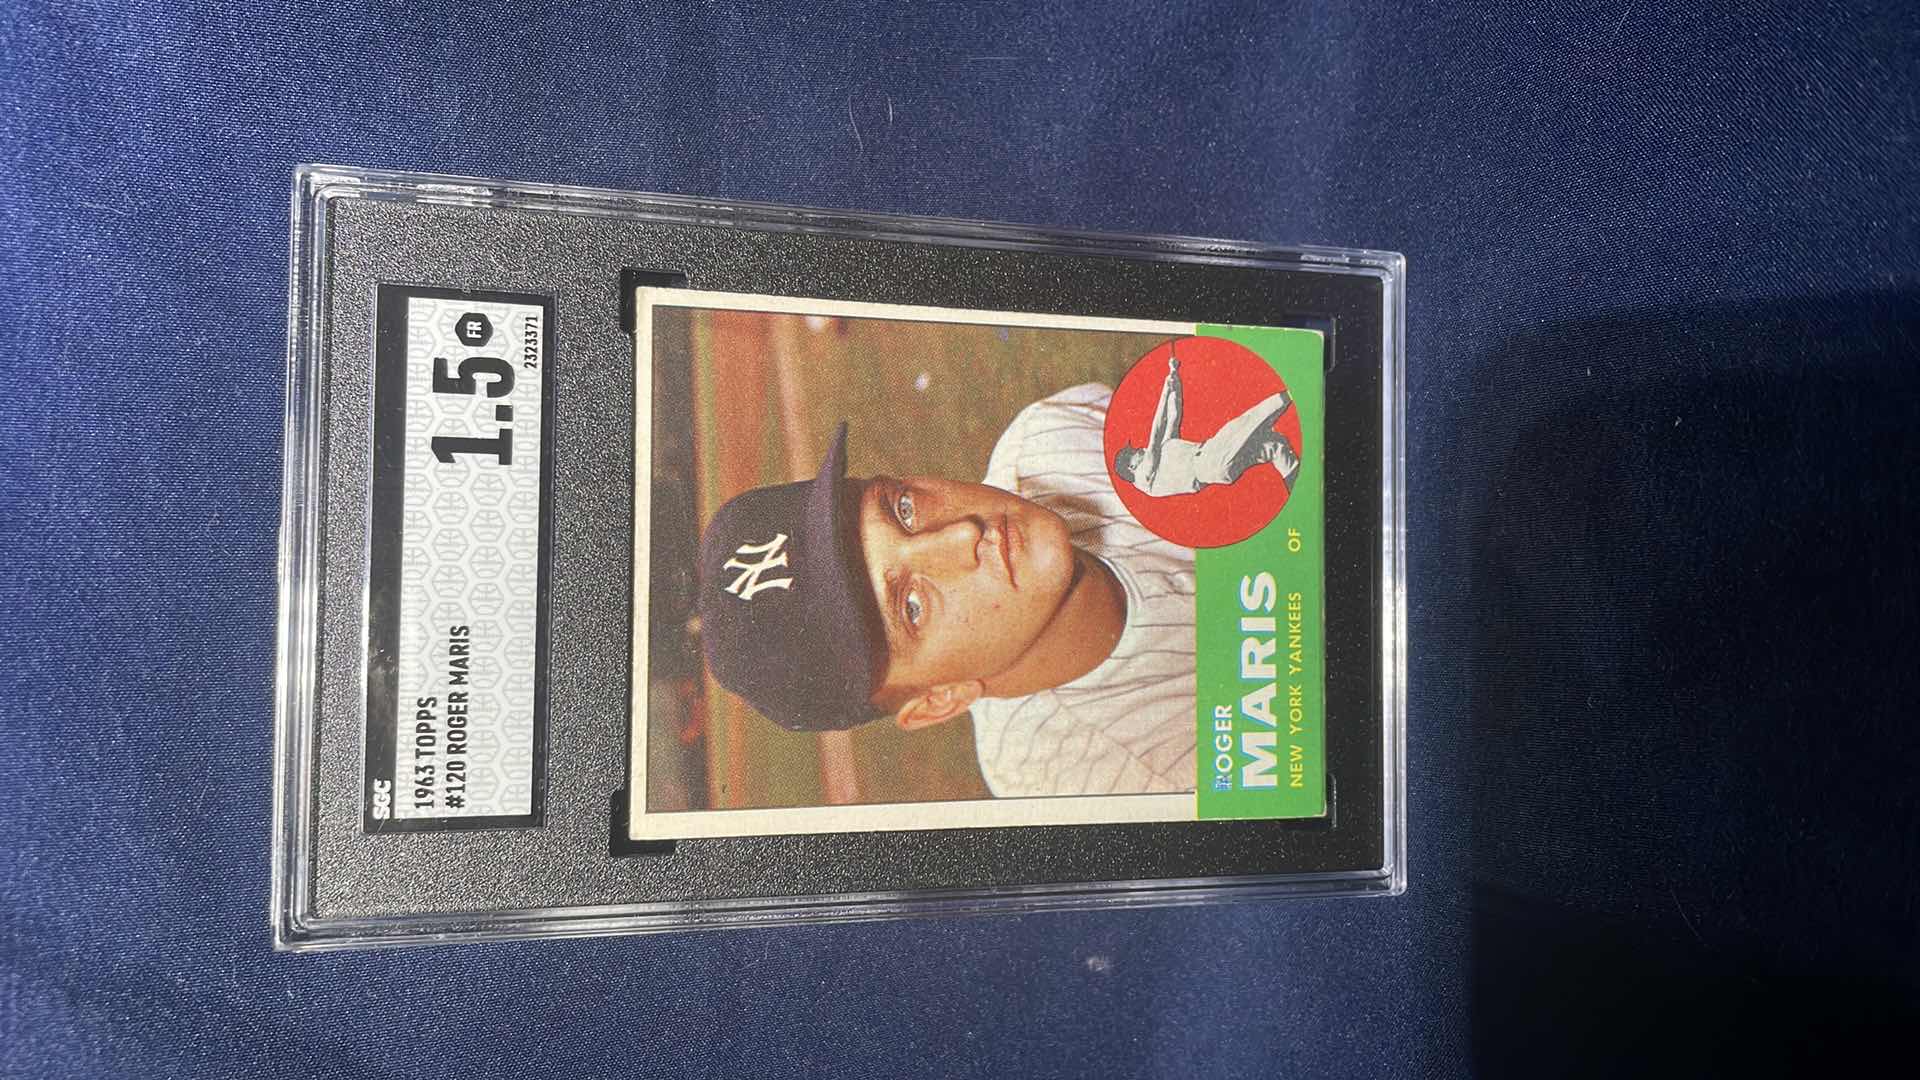 SGC
1963 TOPPS
#120 ROGER MARIS
1.5 FR
2323371
NY
ROGER
MARIS
NEW YORK YANKEES OF